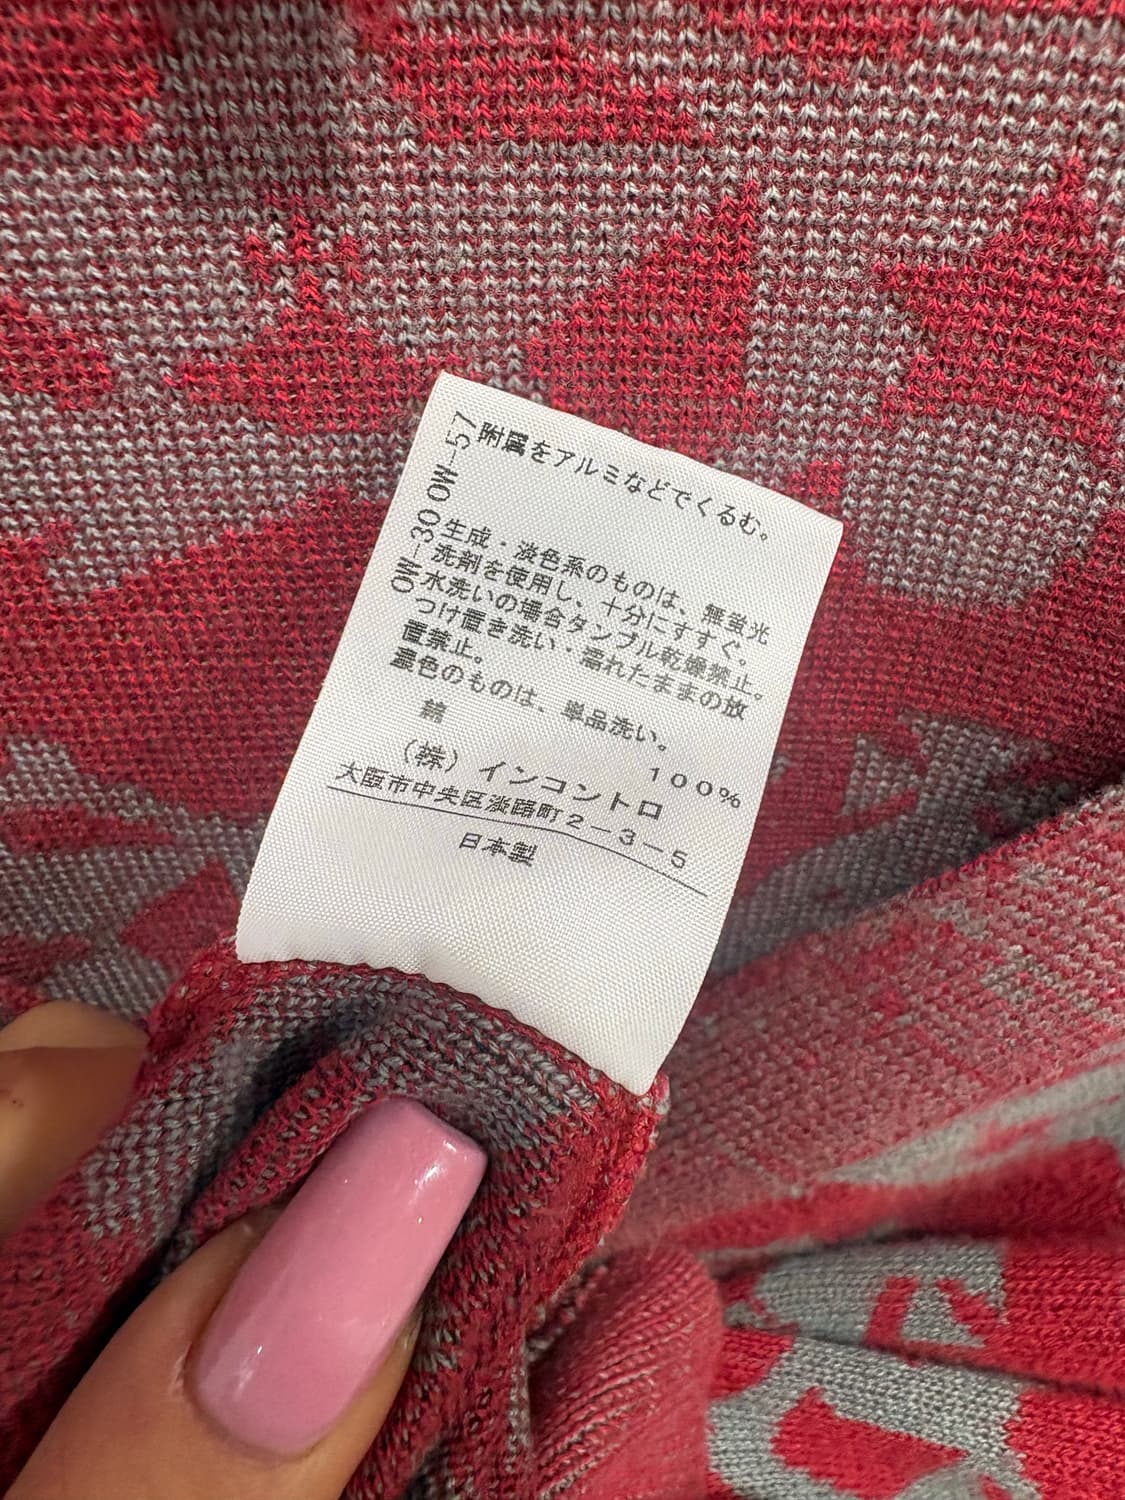 OW-57 附属をアルミなどでくるむ。
OW-30 生成・淡色系のものは、無蛍光
洗剤を使用し、十分にすすぐ。
水洗いの場合タンブル乾燥禁止。
つけ置き洗い・濡れたままの放
置禁止。
濃色のものは、単品洗い。
綿 100%
(株)インコントロ
大阪市中央区淡路町2-3-5
日本製